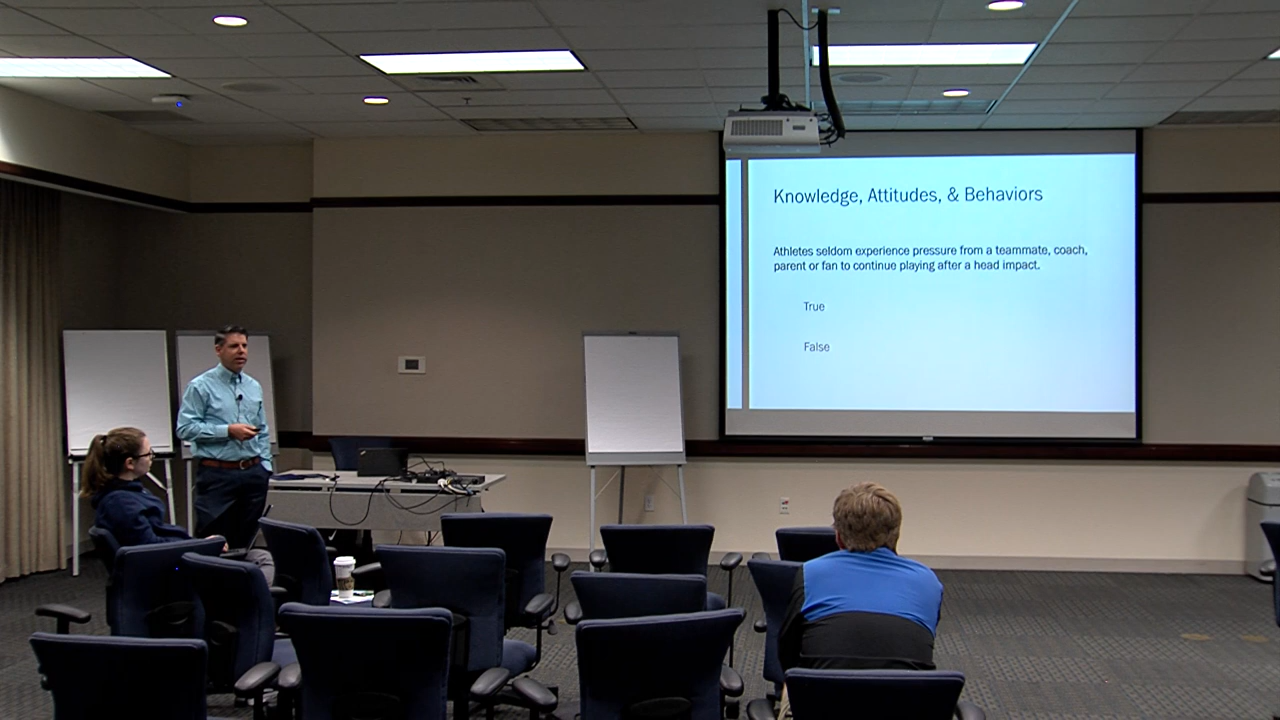 Knowledge, Attitudes, & Behaviors
Athletes seldom experience pressure from a teammate, coach,
parent or fan to continue playing after a head impact.
True
False